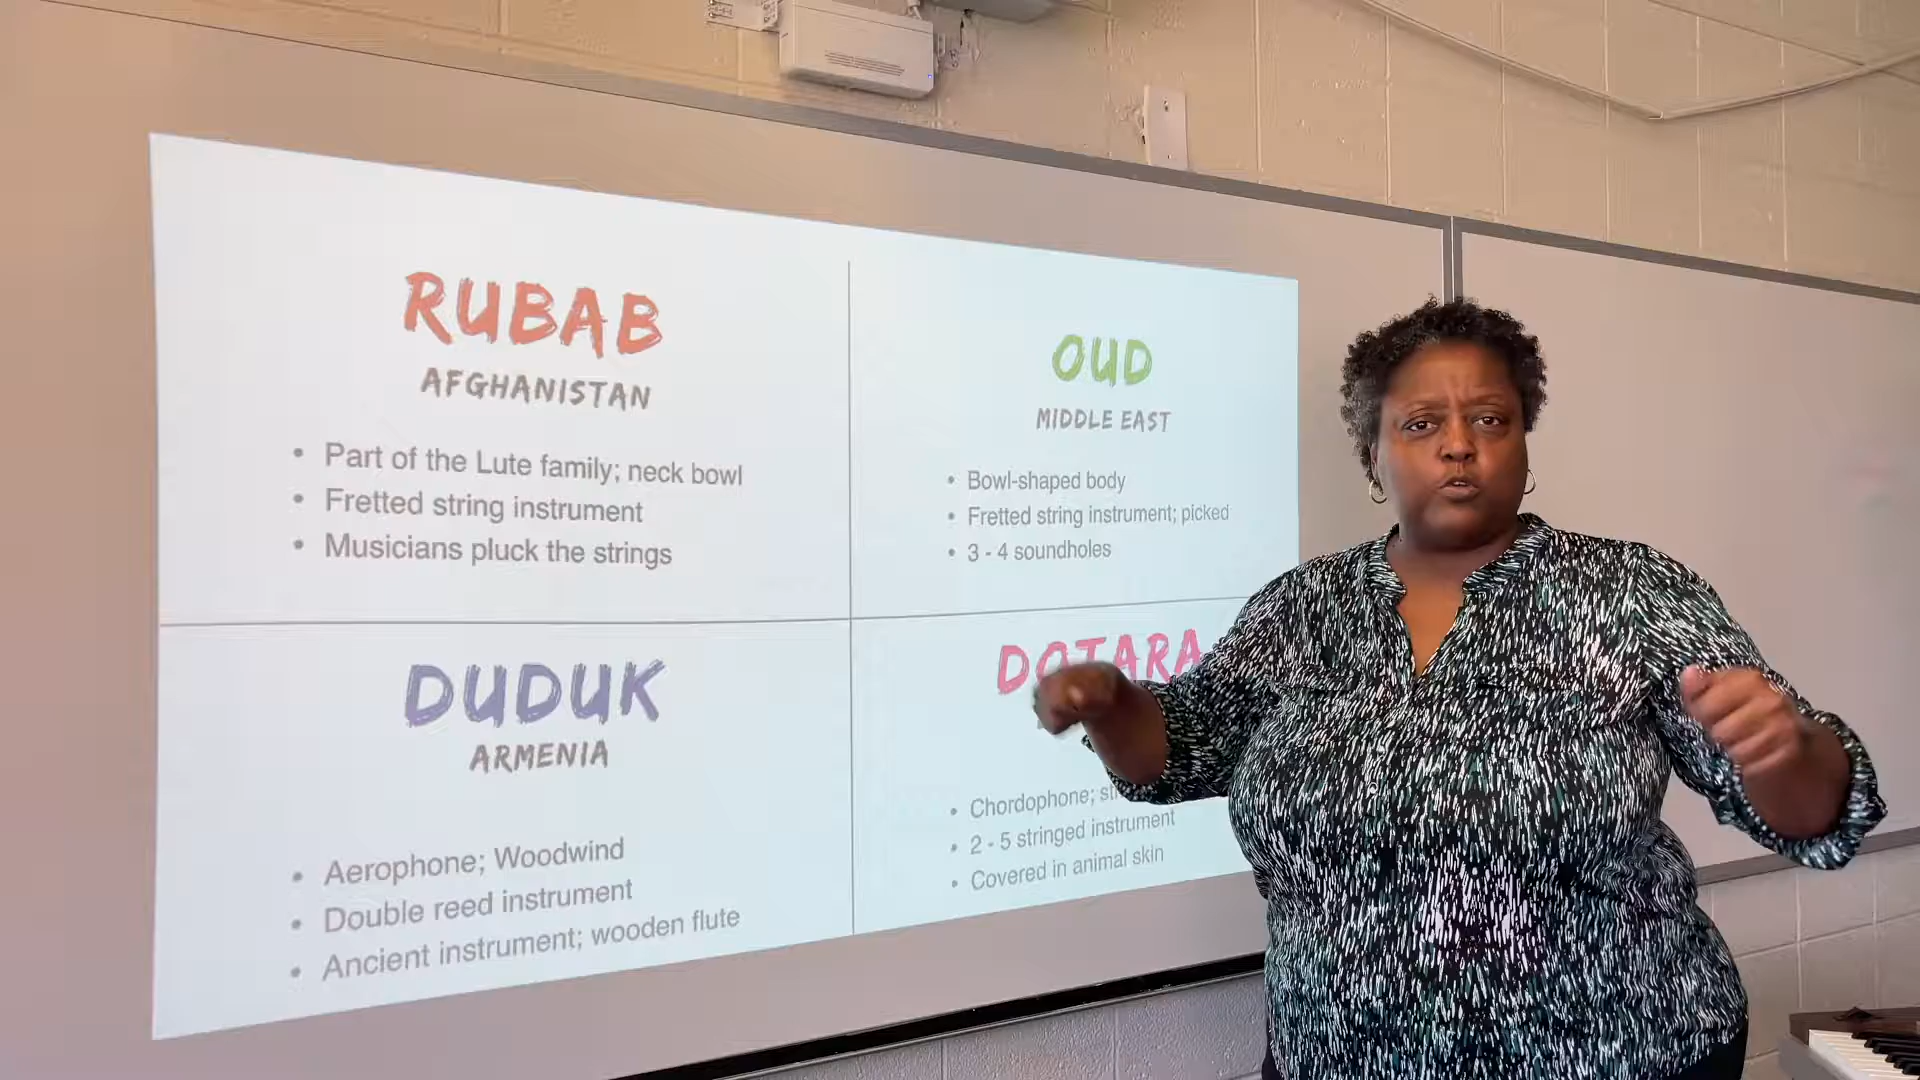 RUBAB
AFGHANISTAN
• Part of the Lute family; neck bowl
• Fretted string instrument
• Musicians pluck the strings
OUD
MIDDLE EAST
• Bowl-shaped body
• Fretted string instrument; picked
• 3 - 4 soundholes
DUDUK
ARMENIA
• Aerophone; Woodwind
• Double reed instrument
• Ancient instrument; wooden flute
DOTARA
• Chordophone;
• 2 - 5 stringed instrument
• Covered in animal skin